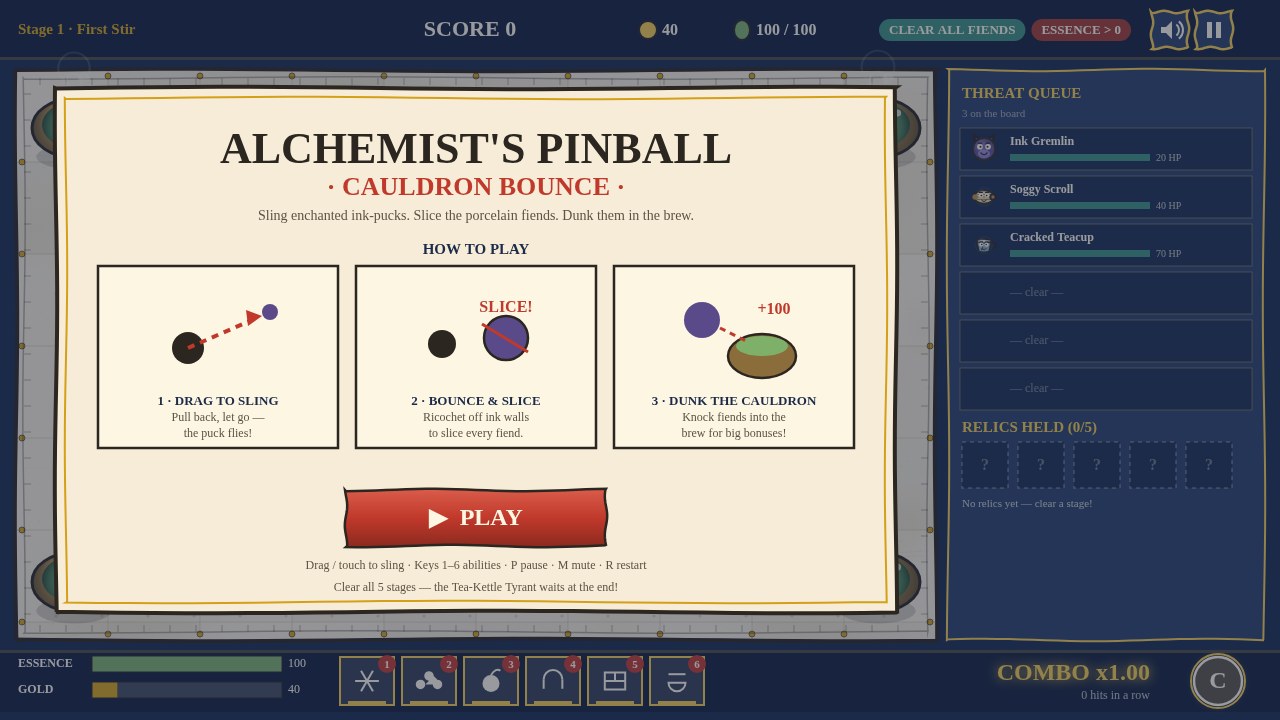 Stage 1 · First Stir
SCORE 0
40
100 / 100
CLEAR ALL FIENDS
ESSENCE > 0
ALCHEMIST'S PINBALL
· CAULDRON BOUNCE ·
Sling enchanted ink-pucks. Slice the porcelain fiends. Dunk them in the brew.
HOW TO PLAY
1 · DRAG TO SLING
Pull back, let go —
the puck flies!
SLICE!
2 · BOUNCE & SLICE
Ricochet off ink walls
to slice every fiend.
+100
3 · DUNK THE CAULDRON
Knock fiends into the
brew for big bonuses!
▶ PLAY
Drag / touch to sling · Keys 1–6 abilities · P pause · M mute · R restart
Clear all 5 stages — the Tea-Kettle Tyrant waits at the end!
THREAT QUEUE
3 on the board
Ink Gremlin
20 HP
Soggy Scroll
40 HP
Cracked Teacup
70 HP
— clear —
— clear —
— clear —
RELICS HELD (0/5)
? ? ? ? ?
No relics yet — clear a stage!
ESSENCE 100
GOLD 40
1 2 3 4 5 6
COMBO x1.00
0 hits in a row
C